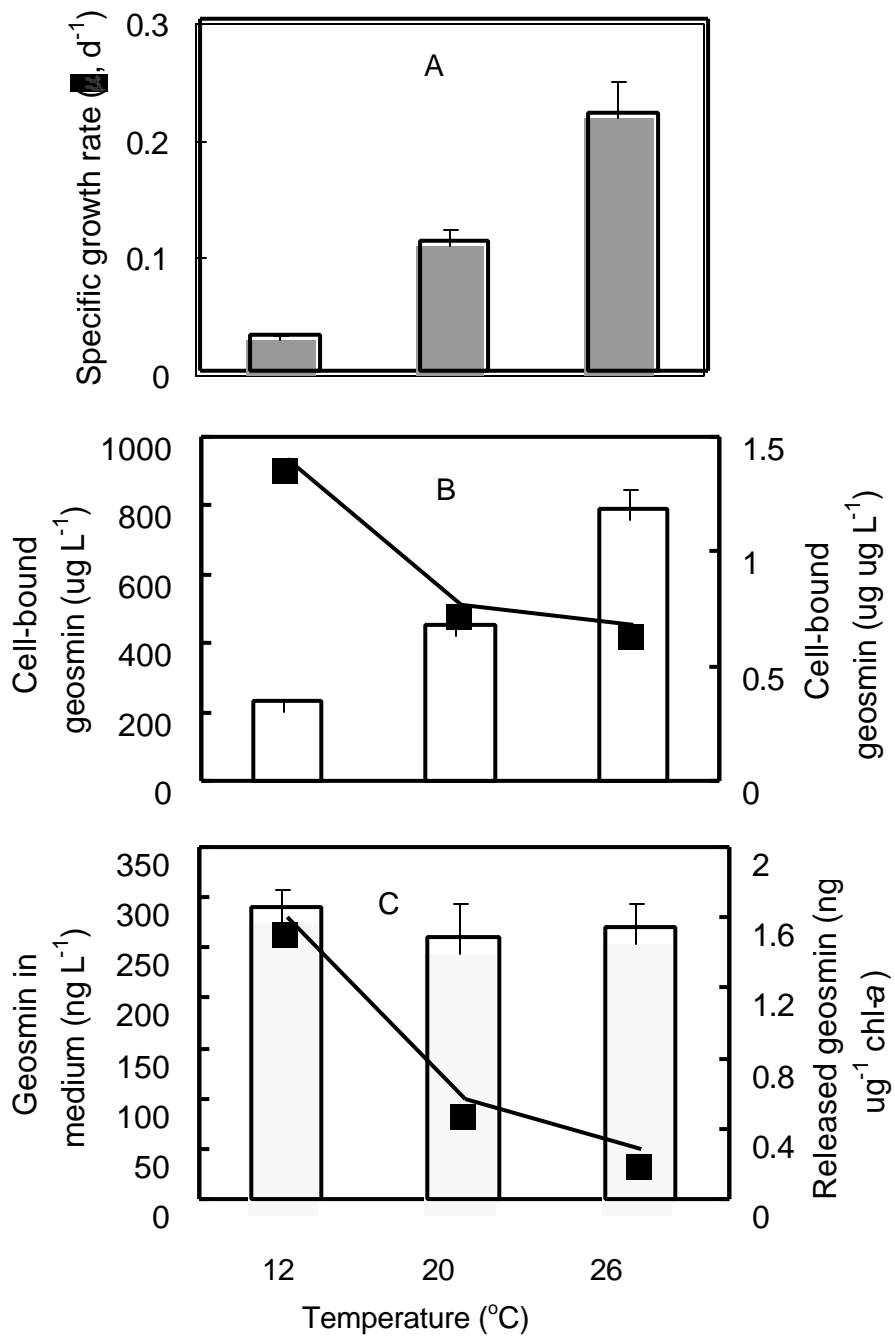 0.3
0.2
0.1
0
Specific growth rate (μ, d-1)
A
1000
800
600
400
200
0
Cell-bound
geosmin (ug L-1)
B
1.5
1
0.5
0
Cell-bound
geosmin (ug ug L-1)
350
300
250
200
150
100
50
0
Geosmin in
medium (ng L-1)
C
2
1.6
1.2
0.8
0.4
0
Released geosmin (ng
ug-1 chl-a)
12 20 26
Temperature (oC)